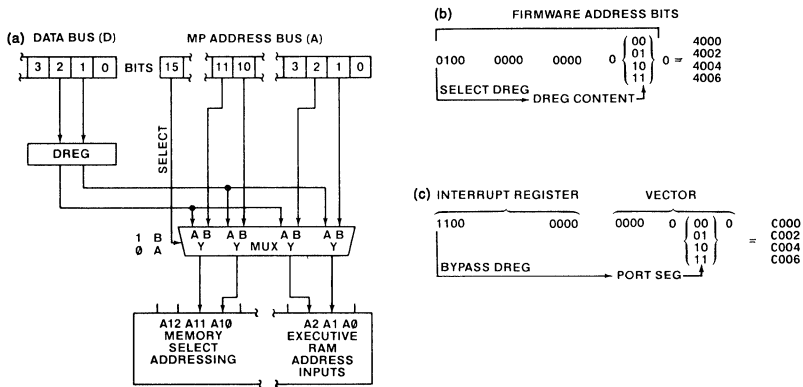 (a) DATA BUS (D) MP ADDRESS BUS (A)
3 2 1 0 BITS 15 11 10 3 2 1 0
SELECT
DREG
1 B A B A B A B A B
0 A Y Y MUX Y Y
A12 A11 A10 A2 A1 A0
MEMORY EXECUTIVE
SELECT RAM
ADDRESSING ADDRESS
INPUTS
(b) FIRMWARE ADDRESS BITS
00 4000
01 4002
0100 0000 0000 0 0 =
10 4004
11 4006
SELECT DREG
DREG CONTENT
(c) INTERRUPT REGISTER VECTOR
1100 0000 0000 0 00 0 C000
01 = C002
10 C004
11 C006
BYPASS DREG
PORT SEG